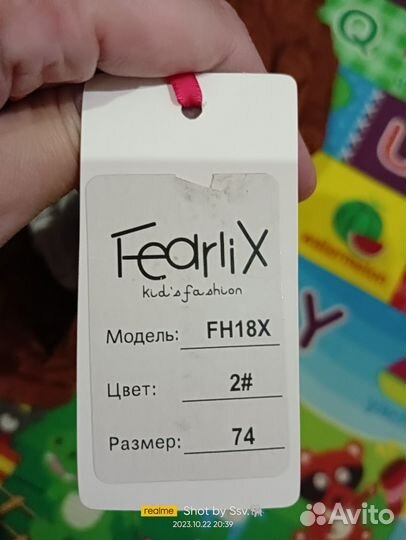 FearliX
kid's fashion
Модель: FH18X
Цвет: 2#
Размер: 74
U
watermelon
Y
realme Shot by Ssv.
2023.10.22 20:39
Avito